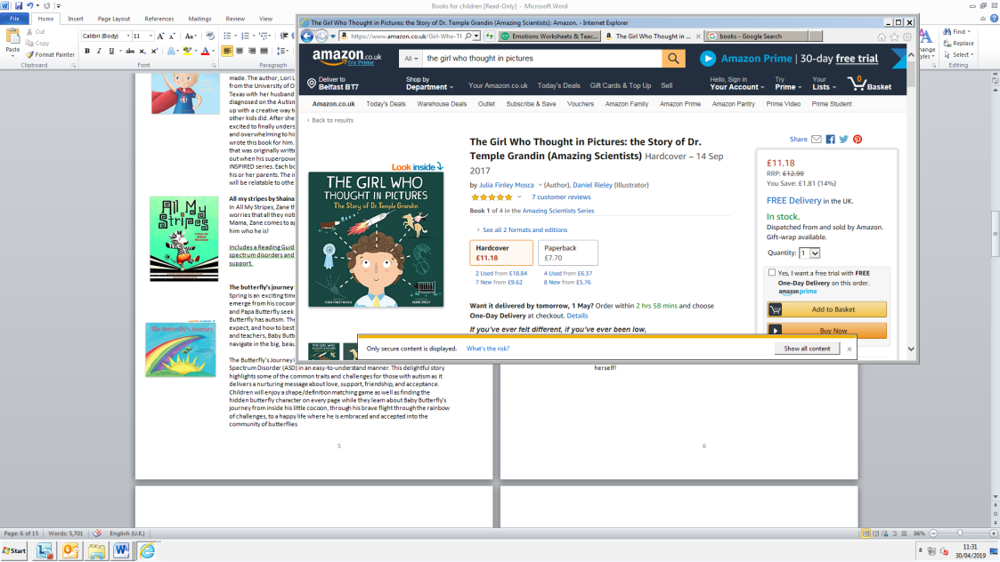 Books for children [Read-Only] - Microsoft Word
File Home Insert Page Layout References Mailings Review View
Cut
Copy
Format Painter
Paste
Clipboard
Calibri (Body) 11
Font
Paragraph
Find
Replace
Select
Editing
The Girl Who Thought in Pictures: the Story of Dr. Temple Grandin (Amazing Scientists): Amazon. - Internet Explorer
https://www.amazon.co.uk/Girl-Who-Tl
Emotions Worksheets & Teac...
The Girl Who Thought in ...
books - Google Search
amazon.co.uk
Try Prime
All
the girl who thought in pictures
Amazon Prime | 30-day free trial
Deliver to
Belfast BT7
Shop by
Department
Your Amazon.co.uk Today's Deals Gift Cards & Top Up Sell
Hello, Sign in
Your Account
Try
Prime
Your
Lists
0
Basket
Amazon.co.uk Today's Deals Warehouse Deals Outlet Subscribe & Save Vouchers Amazon Family Amazon Prime Amazon Pantry Prime Video Prime Student
‹ Back to results
Look inside
THE GIRL WHO
THOUGHT IN PICTURES
The Story of Dr. Temple Grandin
JULIA FINLEY MOSCA
DANIEL RIELEY
The Girl Who Thought in Pictures: the Story of Dr.
Temple Grandin (Amazing Scientists) Hardcover – 14 Sep
2017
by Julia Finley Mosca (Author), Daniel Rieley (Illustrator)
7 customer reviews
Book 1 of 4 in the Amazing Scientists Series
› See all 2 formats and editions
Hardcover
£11.18
Paperback
£7.70
2 Used from £18.84
7 New from £9.62
4 Used from £6.37
8 New from £5.76
Want it delivered by tomorrow, 1 May? Order within 2 hrs 58 mins and choose
One-Day Delivery at checkout. Details
If you've ever felt different, if you've ever been low,
Share
£11.18
RRP: £12.99
You Save: £1.81 (14%)
FREE Delivery in the UK.
In stock.
Dispatched from and sold by Amazon.
Gift-wrap available.
Quantity: 1
Yes, I want a free trial with FREE
One-Day Delivery on this order.
amazonprime
Add to Basket
Buy Now
Only secure content is displayed. What's the risk?
Show all content
made. The author, Lori L
from the University of O
Texas with her husband
diagnosed on the Autism
up with a creative way t
other kids did. After she
excited to finally unders
and overwhelming to hi
wrote this book for him.
that was originally writte
out when his superpowe
INSPIRED series. Each bo
his or her parents. The in
will be relatable to othe
All My
Stripes
All my stripes by Shaina
In All My Stripes, Zane th
worries that all they noti
Mama, Zane comes to ap
him who he is!
Includes a Reading Guid
spectrum disorders and
support.
The Butterfly's Journey
The butterfly's journey
Spring is an exciting time
emerge from his cocoor
and Papa Butterfly seek
Butterfly has autism. The
expect, and how to best
and teachers, Baby Butt
navigate in the big, beau
The Butterfly's Journey i
Spectrum Disorder (ASD) in an easy-to-understand manner. This delightful story
highlights some of the common traits and challenges for those with autism as it
delivers a nurturing message about love, support, friendship, and acceptance.
Children will enjoy a shape/definition matching game as well as finding the
hidden butterfly character on every page while they learn about Baby Butterfly's
journey from inside his little cocoon, through his brave flight through the rainbow
of challenges, to a happy life where he is embraced and accepted into the
community of butterflies
5
herself!
6
Page: 6 of 15 Words: 5,701 English (U.K.)
86%
Start
11:31
30/04/2019